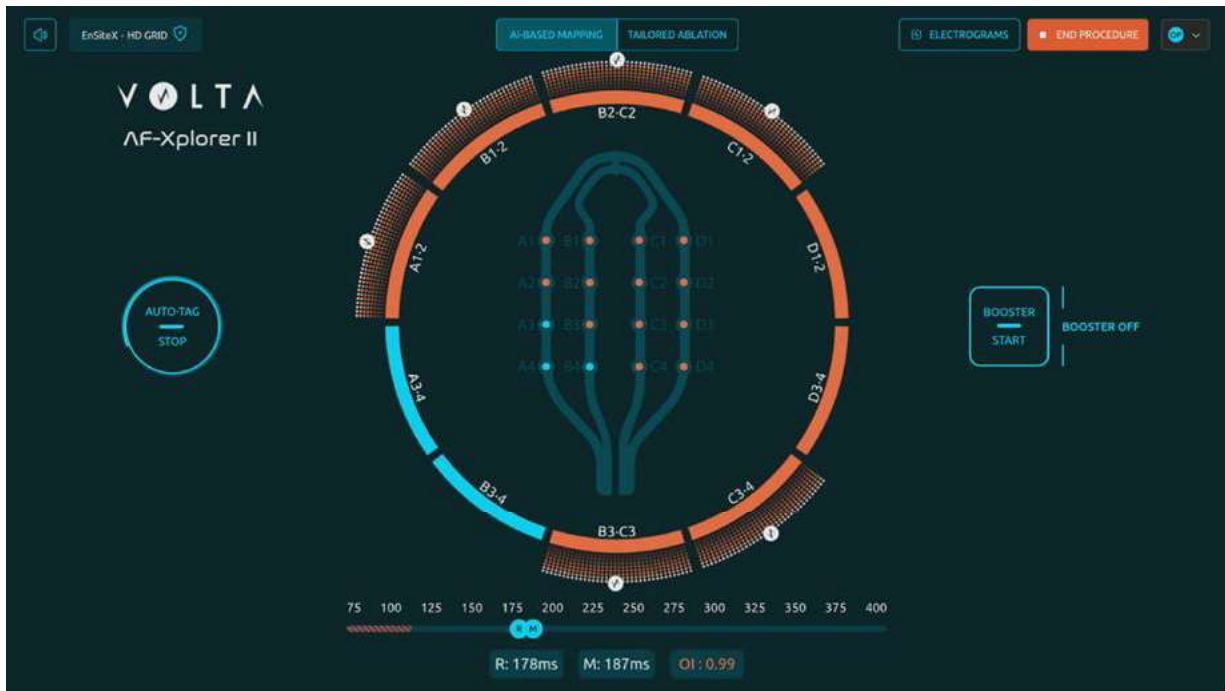 EnSiteX - HD GRID
AI-BASED MAPPING
TAILORED ABLATION
ELECTROGRAMS
END PROCEDURE
OP
VOLTA
AF-Xplorer II
B2-C2
B1-2
C1-2
A1-2
D1-2
A1 B1 C1 D1
A2 B2 C2 D2
A3 B3 C3 D3
A4 B4 C4 D4
AUTO-TAG
STOP
BOOSTER
START
BOOSTER OFF
A3-4
D3-4
B3-4
C3-4
B3-C3
75 100 125 150 175 200 225 250 275 300 325 350 375 400
R M
R: 178ms
M: 187ms
OI : 0.99